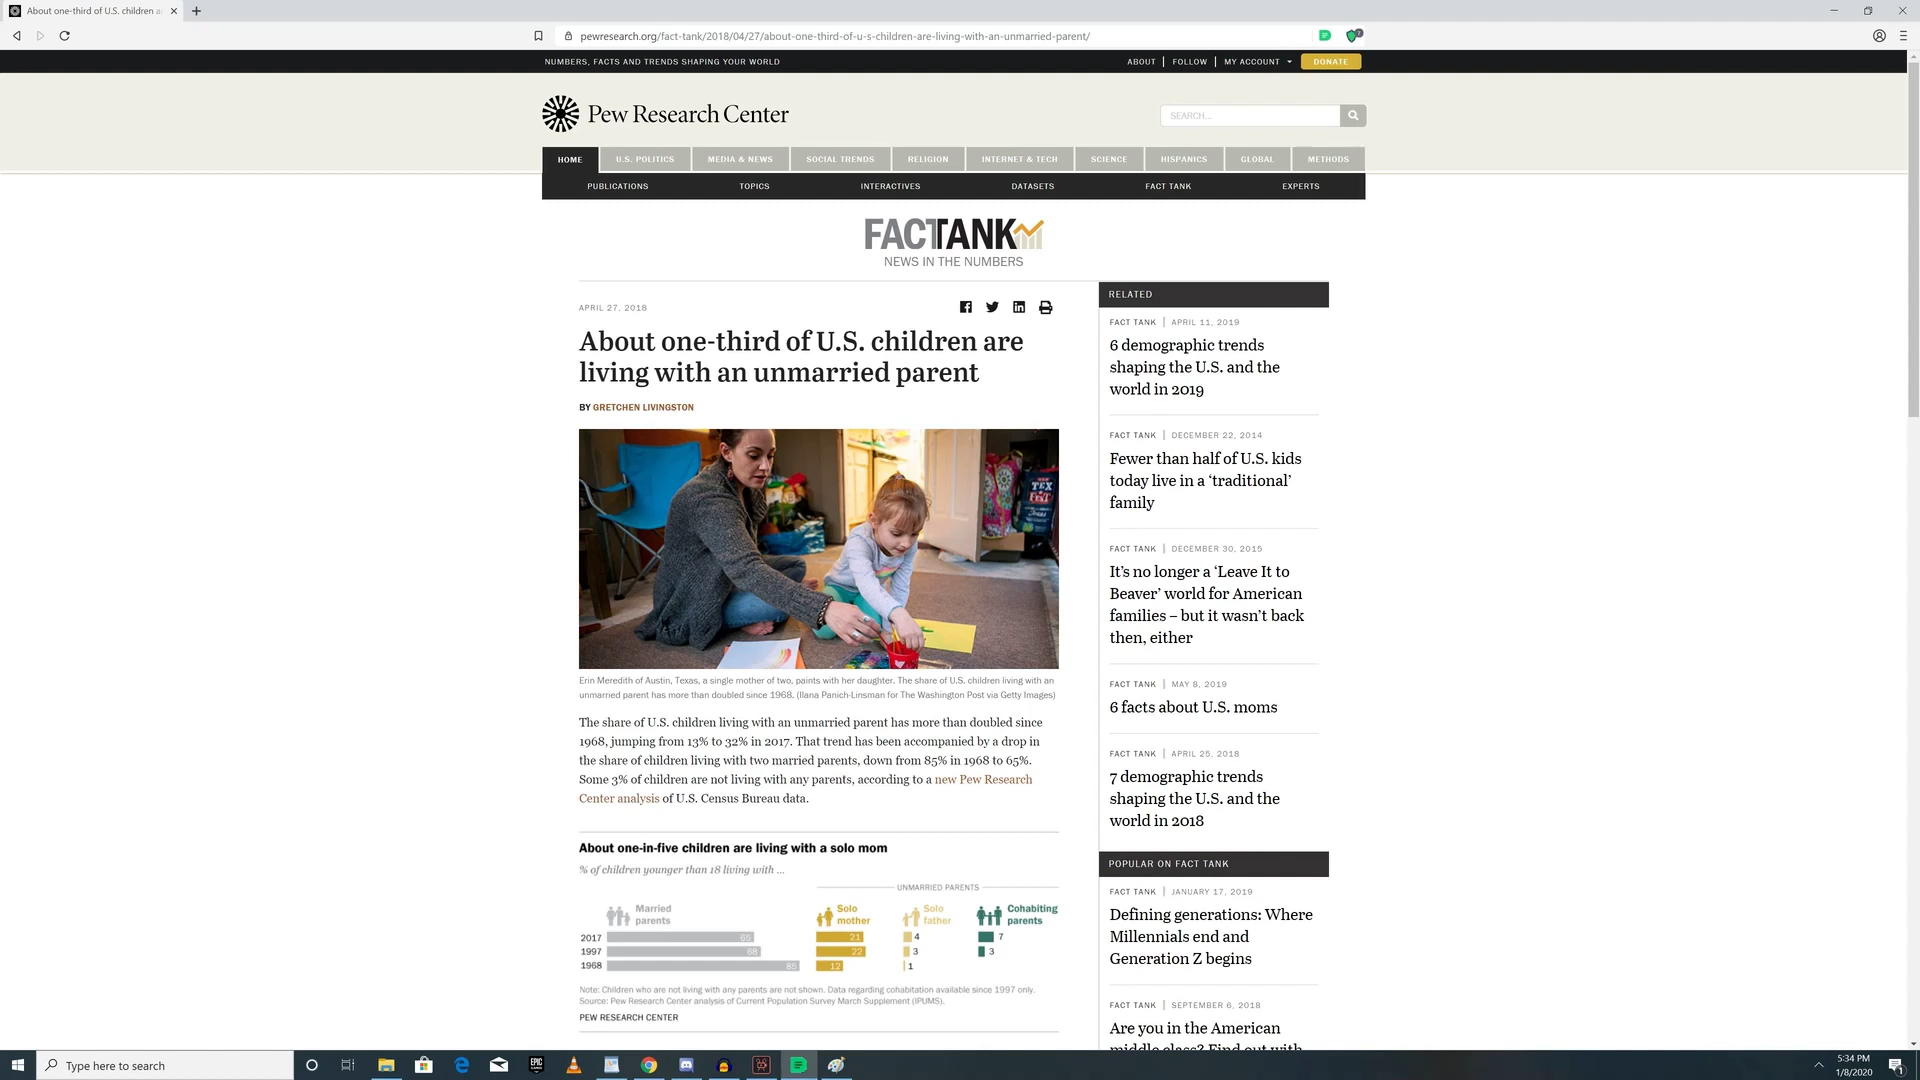 About one-third of U.S. children a
pewresearch.org/fact-tank/2018/04/27/about-one-third-of-u-s-children-are-living-with-an-unmarried-parent/
NUMBERS, FACTS AND TRENDS SHAPING YOUR WORLD
ABOUT | FOLLOW | MY ACCOUNT DONATE
Pew Research Center
SEARCH...
HOME U.S. POLITICS MEDIA & NEWS SOCIAL TRENDS RELIGION INTERNET & TECH SCIENCE HISPANICS GLOBAL METHODS
PUBLICATIONS TOPICS INTERACTIVES DATASETS FACT TANK EXPERTS
FACTTANK
NEWS IN THE NUMBERS
APRIL 27, 2018
About one-third of U.S. children are
living with an unmarried parent
BY GRETCHEN LIVINGSTON
TEX
FEST
Erin Meredith of Austin, Texas, a single mother of two, paints with her daughter. The share of U.S. children living with an
unmarried parent has more than doubled since 1968. (Ilana Panich-Linsman for The Washington Post via Getty Images)
The share of U.S. children living with an unmarried parent has more than doubled since
1968, jumping from 13% to 32% in 2017. That trend has been accompanied by a drop in
the share of children living with two married parents, down from 85% in 1968 to 65%.
Some 3% of children are not living with any parents, according to a new Pew Research
Center analysis of U.S. Census Bureau data.
About one-in-five children are living with a solo mom
% of children younger than 18 living with ...
UNMARRIED PARENTS
Married
parents
Solo
mother
Solo
father
Cohabiting
parents
2017 65 21 4 7
1997 68 22 3 3
1968 85 12 1
Note: Children who are not living with any parents are not shown. Data regarding cohabitation available since 1997 only.
Source: Pew Research Center analysis of Current Population Survey March Supplement (IPUMS).
PEW RESEARCH CENTER
RELATED
FACT TANK | APRIL 11, 2019
6 demographic trends
shaping the U.S. and the
world in 2019
FACT TANK | DECEMBER 22, 2014
Fewer than half of U.S. kids
today live in a ‘traditional’
family
FACT TANK | DECEMBER 30, 2015
It’s no longer a ‘Leave It to
Beaver’ world for American
families – but it wasn’t back
then, either
FACT TANK | MAY 8, 2019
6 facts about U.S. moms
FACT TANK | APRIL 25, 2018
7 demographic trends
shaping the U.S. and the
world in 2018
POPULAR ON FACT TANK
FACT TANK | JANUARY 17, 2019
Defining generations: Where
Millennials end and
Generation Z begins
FACT TANK | SEPTEMBER 6, 2018
Are you in the American
middle class? Find out with
Type here to search
EPIC
5:34 PM
1/8/2020
1